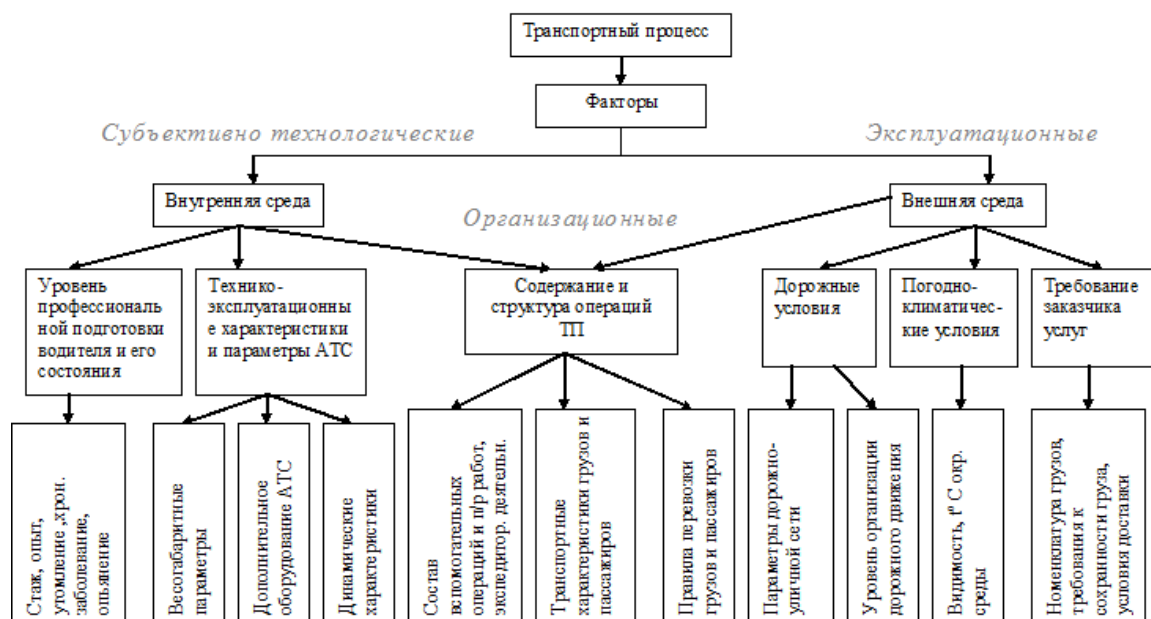 Транспортный процесс
Факторы
Субъективно технологические
Эксплуатационные
Внутренняя среда
Организационные
Внешняя среда
Уровень
профессиональ
ной подготовки
водителя и его
состояния
Технико-
эксплуатационны
е характеристики
и параметры АТС
Содержание и
структура операций
ТП
Дорожные
условия
Погодно-
климатичес-
кие условия
Требование
заказчика
услуг
Стаж, опыт,
утомление ,хрон.
заболевание,
опьянение
Весогабаритные
параметры
Дополнительное
оборудование АТС
Динамические
характеристики
Состав
вспомогательных
операций и п/р работ,
экспедитор. деятельн.
Транспортные
характеристики грузов и
пассажиров
Правила перевозки
грузов и пассажиров
Параметры дорожно-
уличной сети
Уровень организации
дорожного движения
Видимость, tº С окр.
среды
Номенклатура грузов,
требования к
сохранности груза,
условия доставки